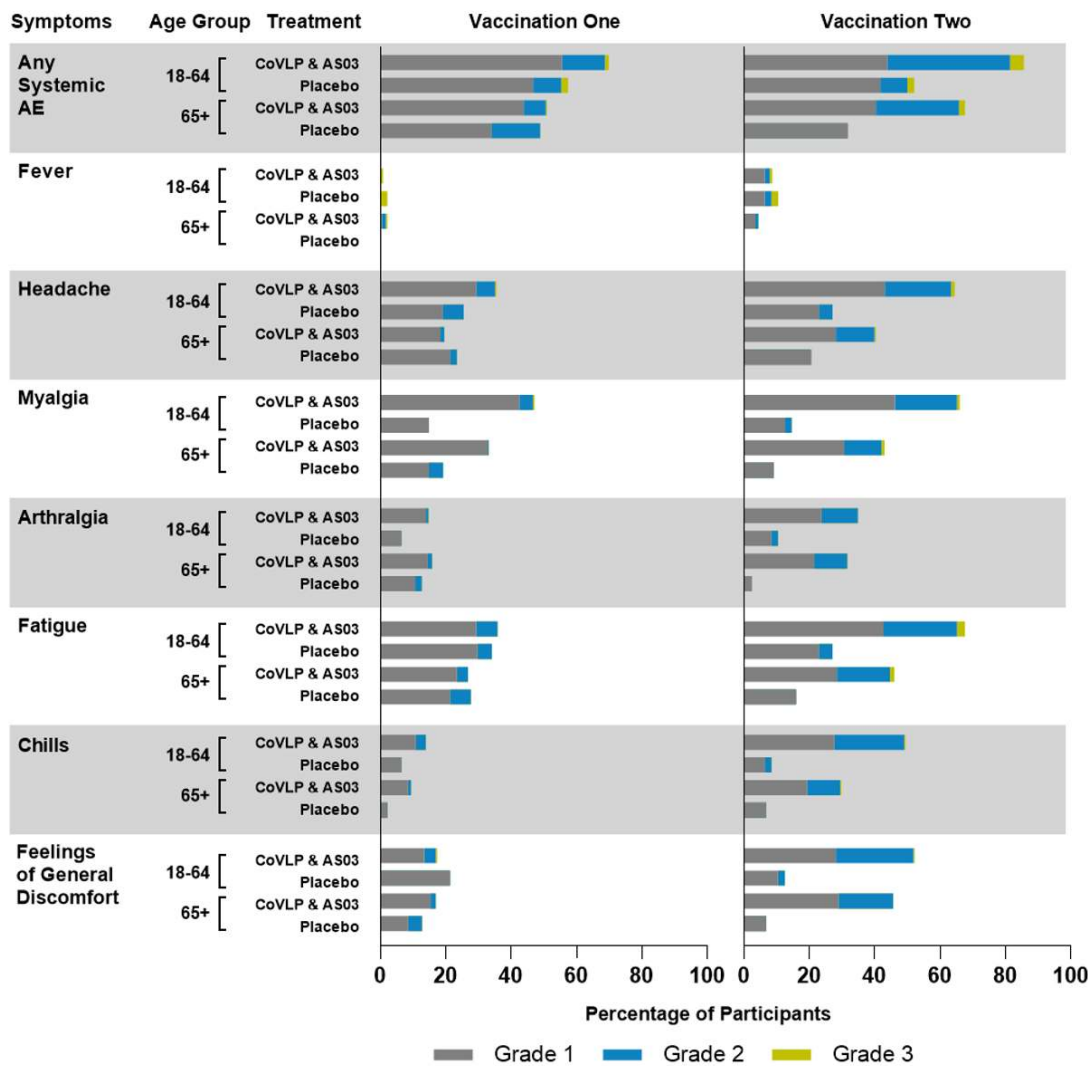 Symptoms Age Group Treatment Vaccination One Vaccination Two
Any
Systemic
AE
18-64
CoVLP & AS03
Placebo
65+
CoVLP & AS03
Placebo
Fever
18-64
CoVLP & AS03
Placebo
65+
CoVLP & AS03
Placebo
Headache
18-64
CoVLP & AS03
Placebo
65+
CoVLP & AS03
Placebo
Myalgia
18-64
CoVLP & AS03
Placebo
65+
CoVLP & AS03
Placebo
Arthralgia
18-64
CoVLP & AS03
Placebo
65+
CoVLP & AS03
Placebo
Fatigue
18-64
CoVLP & AS03
Placebo
65+
CoVLP & AS03
Placebo
Chills
18-64
CoVLP & AS03
Placebo
65+
CoVLP & AS03
Placebo
Feelings
of General
Discomfort
18-64
CoVLP & AS03
Placebo
65+
CoVLP & AS03
Placebo
0 20 40 60 80 100 0 20 40 60 80 100
Percentage of Participants
Grade 1 Grade 2 Grade 3